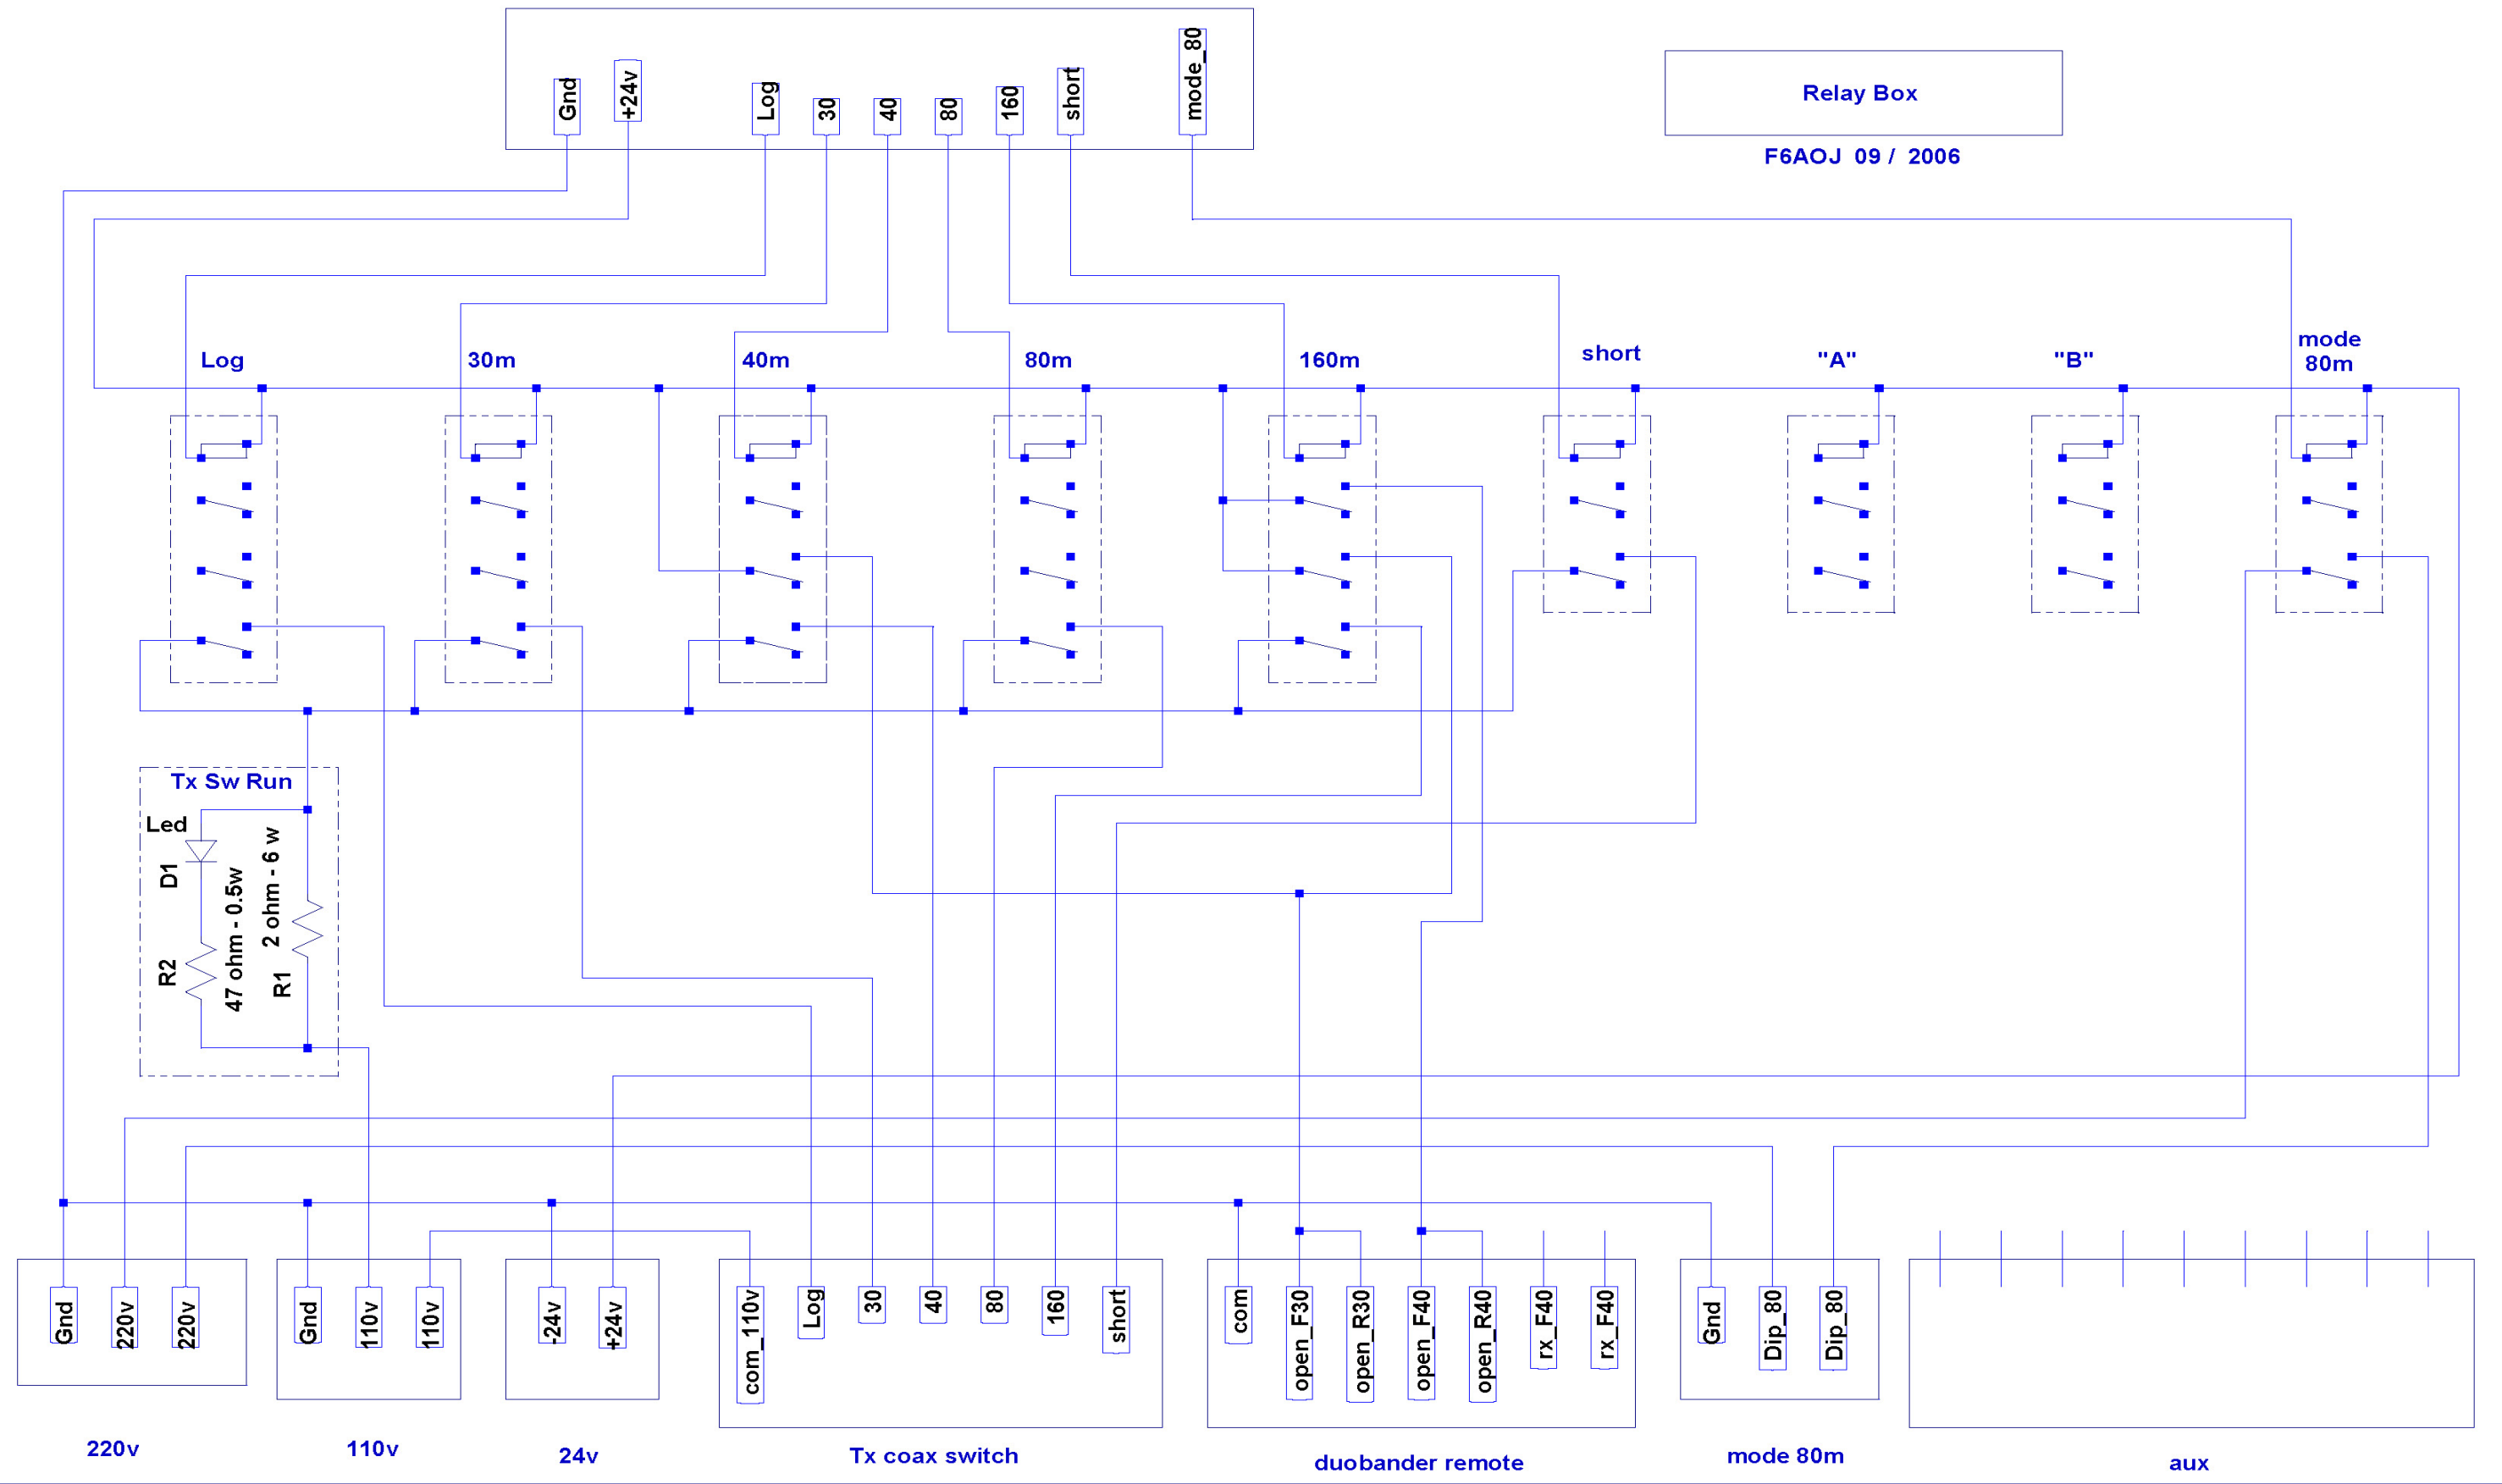 Gnd
+24v
Log
30
40
80
160
short
mode_80
Relay Box
F6AOJ 09 / 2006
Log
30m
40m
80m
160m
short
"A"
"B"
mode
80m
Tx Sw Run
Led
D1
R2
47 ohm - 0.5w
2 ohm - 6 w
R1
Gnd
220v
220v
Gnd
110v
110v
-24v
+24v
com_110v
Log
30
40
80
160
short
com
open_F30
open_R30
open_F40
open_R40
rx_F40
rx_F40
Gnd
Dip_80
Dip_80
220v
110v
24v
Tx coax switch
duobander remote
mode 80m
aux